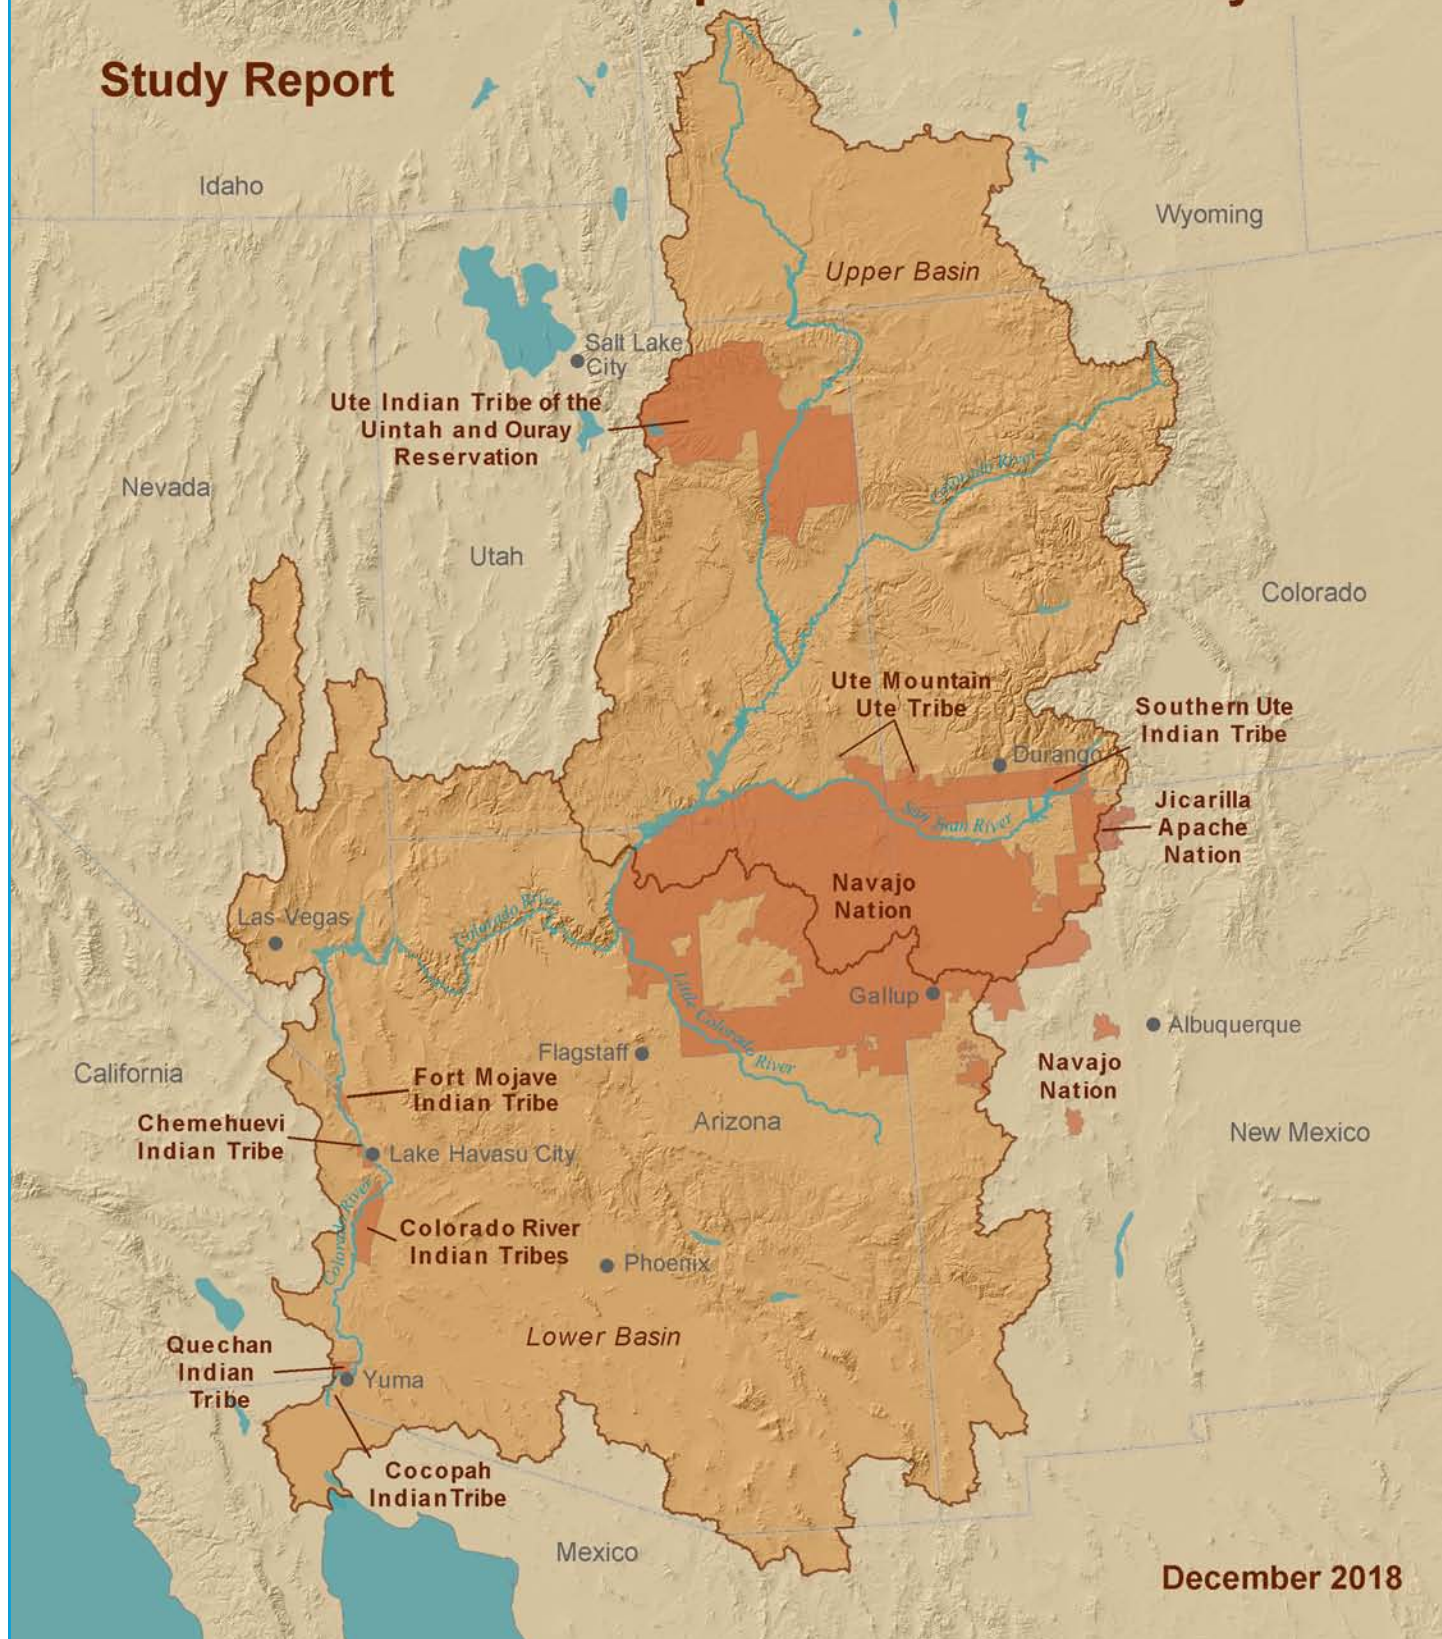 Study Report
Idaho
Wyoming
Upper Basin
Salt Lake
City
Ute Indian Tribe of the
Uintah and Ouray
Reservation
Colorado River
Nevada
Utah
Colorado
Ute Mountain
Ute Tribe
Southern Ute
Indian Tribe
Durango
Jicarilla
Apache
Nation
San Juan River
Navajo
Nation
Las Vegas
Colorado River
Gallup
Little Colorado River
Albuquerque
Flagstaff
California
Navajo
Nation
Fort Mojave
Indian Tribe
Chemehuevi
Indian Tribe
Arizona
New Mexico
Lake Havasu City
Colorado River
Colorado River
Indian Tribes
Phoenix
Lower Basin
Quechan
Indian
Tribe
Yuma
Cocopah
Indian Tribe
Mexico
December 2018